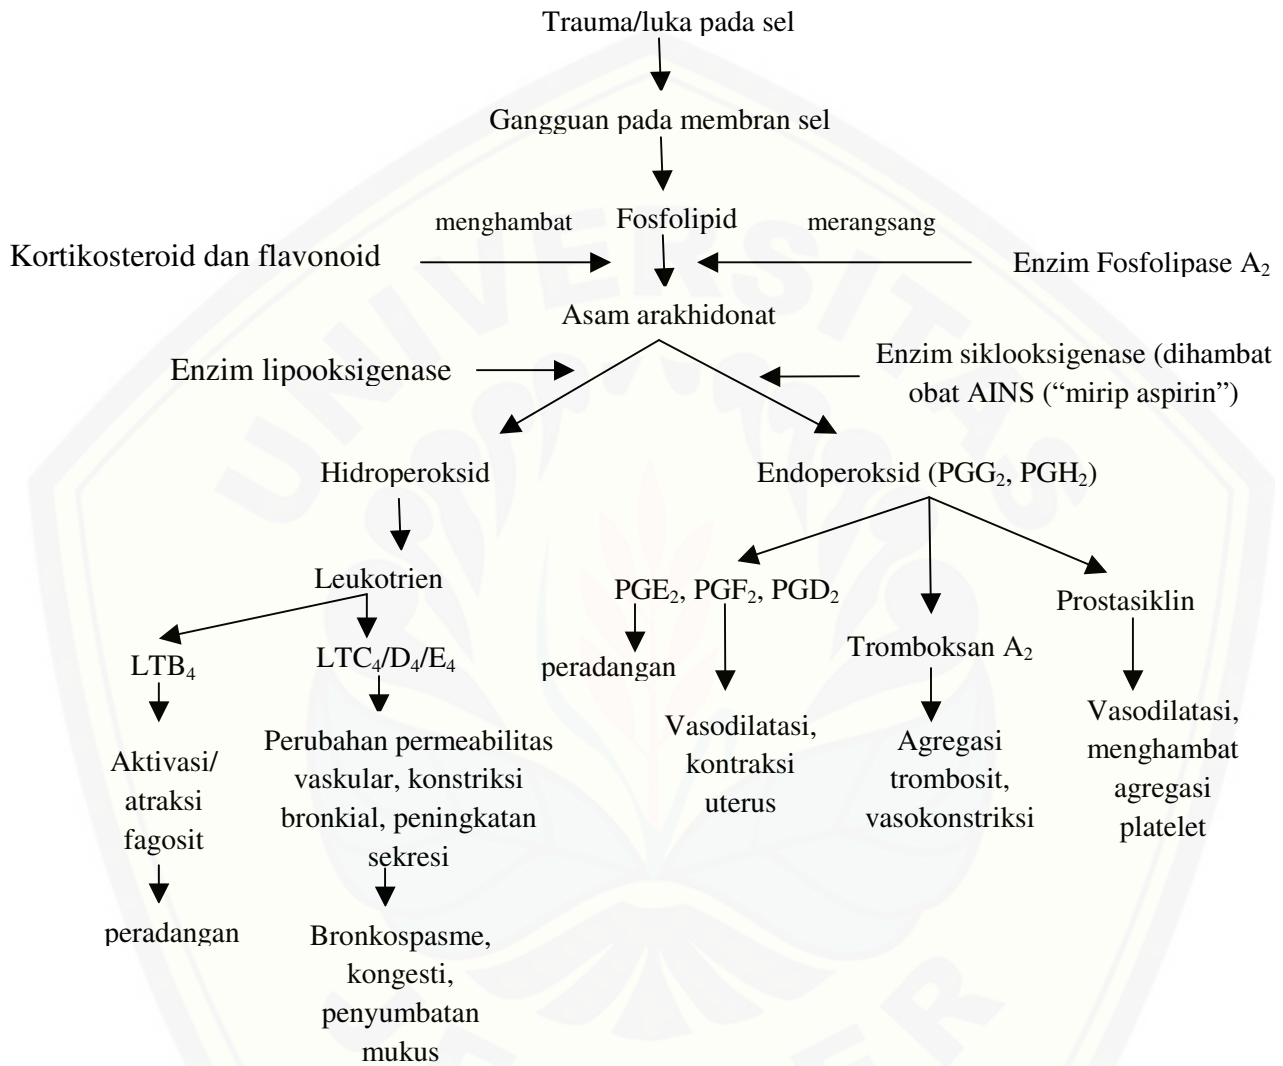 Trauma/luka pada sel
Gangguan pada membran sel
menghambat
Fosfolipid
merangsang
Kortikosteroid dan flavonoid
Enzim Fosfolipase A₂
Asam arakhidonat
Enzim lipooksigenase
Enzim siklooksigenase (dihambat
obat AINS (“mirip aspirin”)
Hidroperoksid
Endoperoksid (PGG₂, PGH₂)
Leukotrien
PGE₂, PGF₂, PGD₂
Prostasiklin
LTB₄
LTC₄/D₄/E₄
peradangan
Tromboksan A₂
Aktivasi/
atraksi
fagosit
Perubahan permeabilitas
vaskular, konstriksi
bronkial, peningkatan
sekresi
Vasodilatasi,
kontraksi
uterus
Agregasi
trombosit,
vasokonstriksi
Vasodilatasi,
menghambat
agregasi
platelet
peradangan
Bronkospasme,
kongesti,
penyumbatan
mukus
UNIVERSITAS